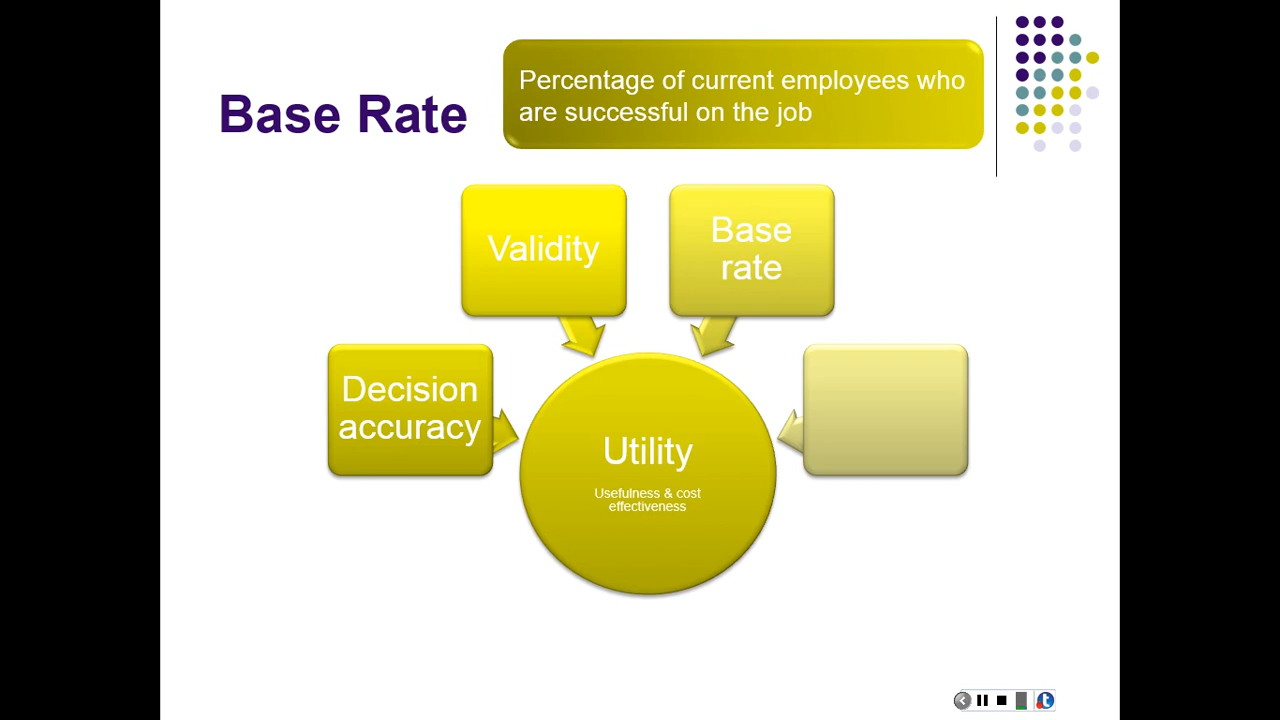 Base Rate
Percentage of current employees who
are successful on the job
Validity
Base
rate
Decision
accuracy
Utility
Usefulness & cost
effectiveness
t